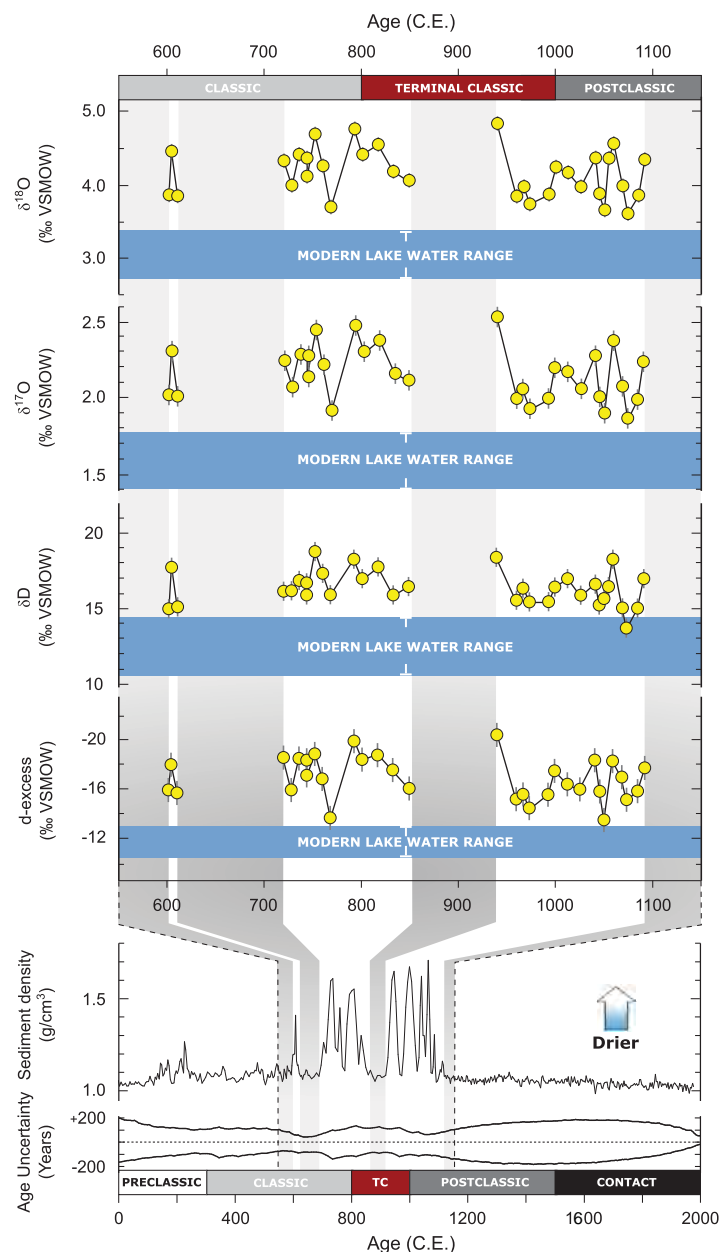 Age (C.E.)
600 700 800 900 1000 1100
CLASSIC TERMINAL CLASSIC POSTCLASSIC
5.0
4.0
3.0
δ18O
(‰ VSMOW)
MODERN LAKE WATER RANGE
2.5
2.0
1.5
δ17O
(‰ VSMOW)
MODERN LAKE WATER RANGE
20
15
10
δD
(‰ VSMOW)
MODERN LAKE WATER RANGE
-20
-16
-12
d-excess
(‰ VSMOW)
MODERN LAKE WATER RANGE
600 700 800 900 1000 1100
1.5
1.0
Sediment density
(g/cm3)
Drier
+200
-200
Age Uncertainty
(Years)
PRECLASSIC CLASSIC TC POSTCLASSIC CONTACT
0 400 800 1200 1600 2000
Age (C.E.)